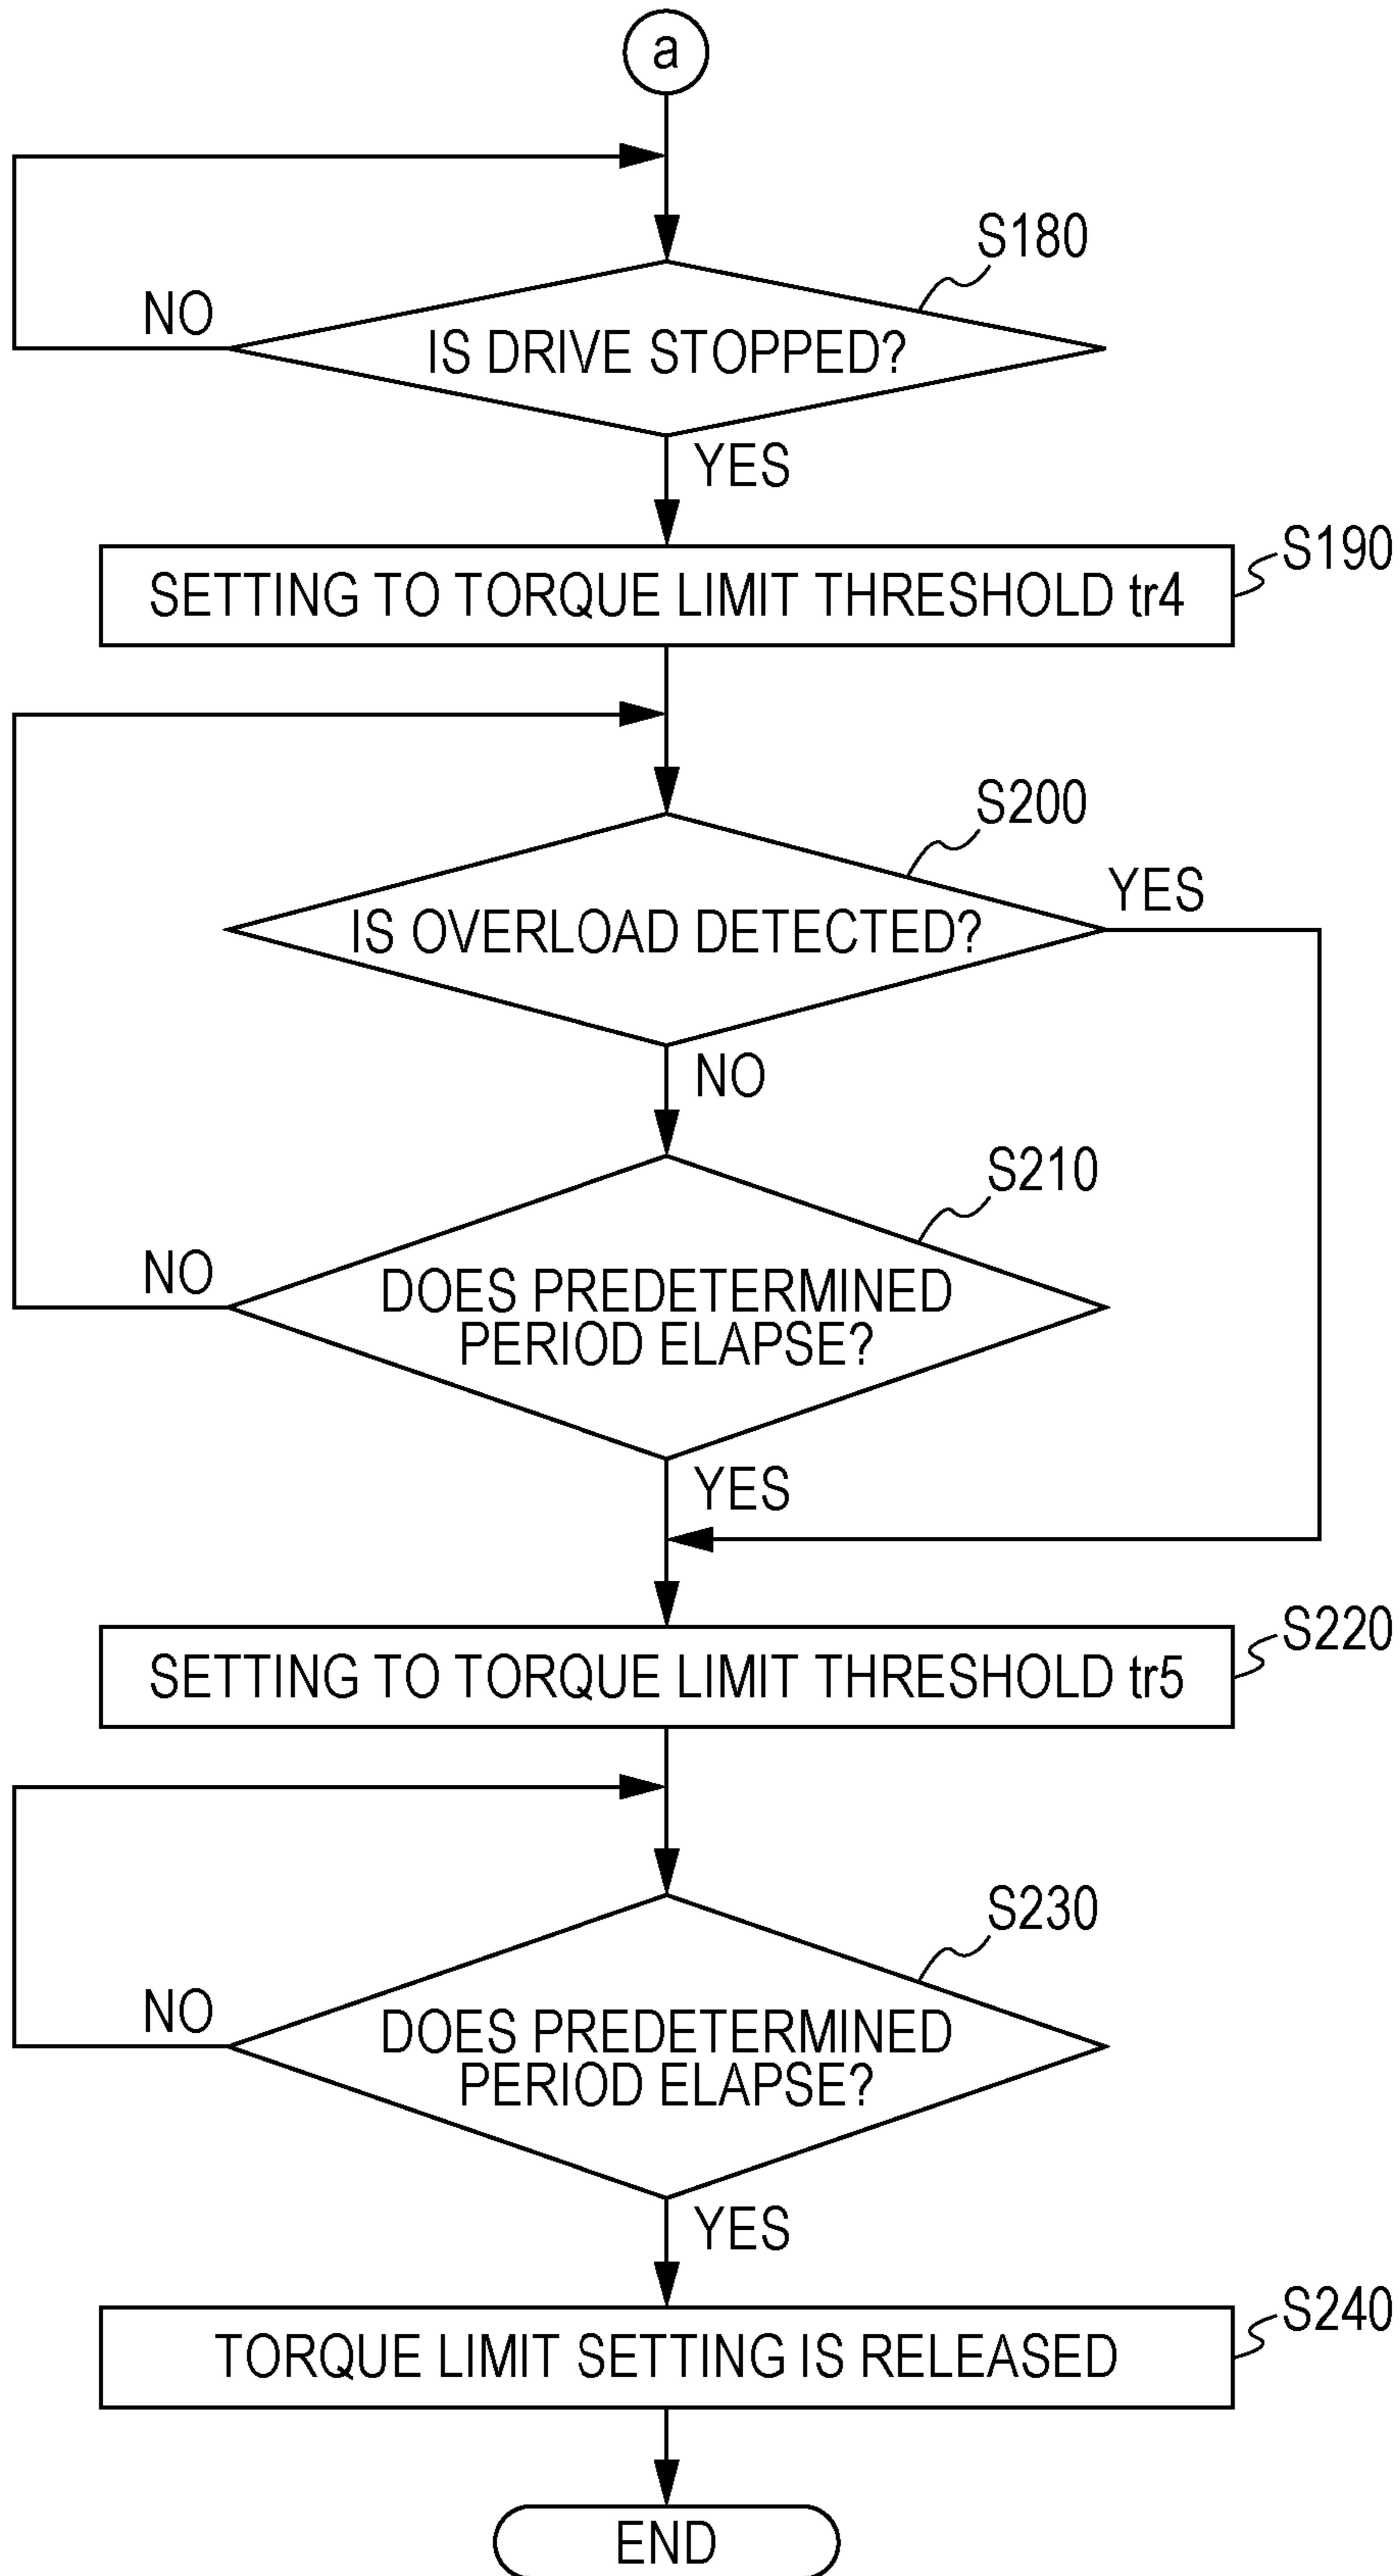 a
S180
NO
IS DRIVE STOPPED?
YES
S190
SETTING TO TORQUE LIMIT THRESHOLD tr4
S200
YES
IS OVERLOAD DETECTED?
NO
S210
NO
DOES PREDETERMINED
PERIOD ELAPSE?
YES
S220
SETTING TO TORQUE LIMIT THRESHOLD tr5
S230
NO
DOES PREDETERMINED
PERIOD ELAPSE?
YES
S240
TORQUE LIMIT SETTING IS RELEASED
END